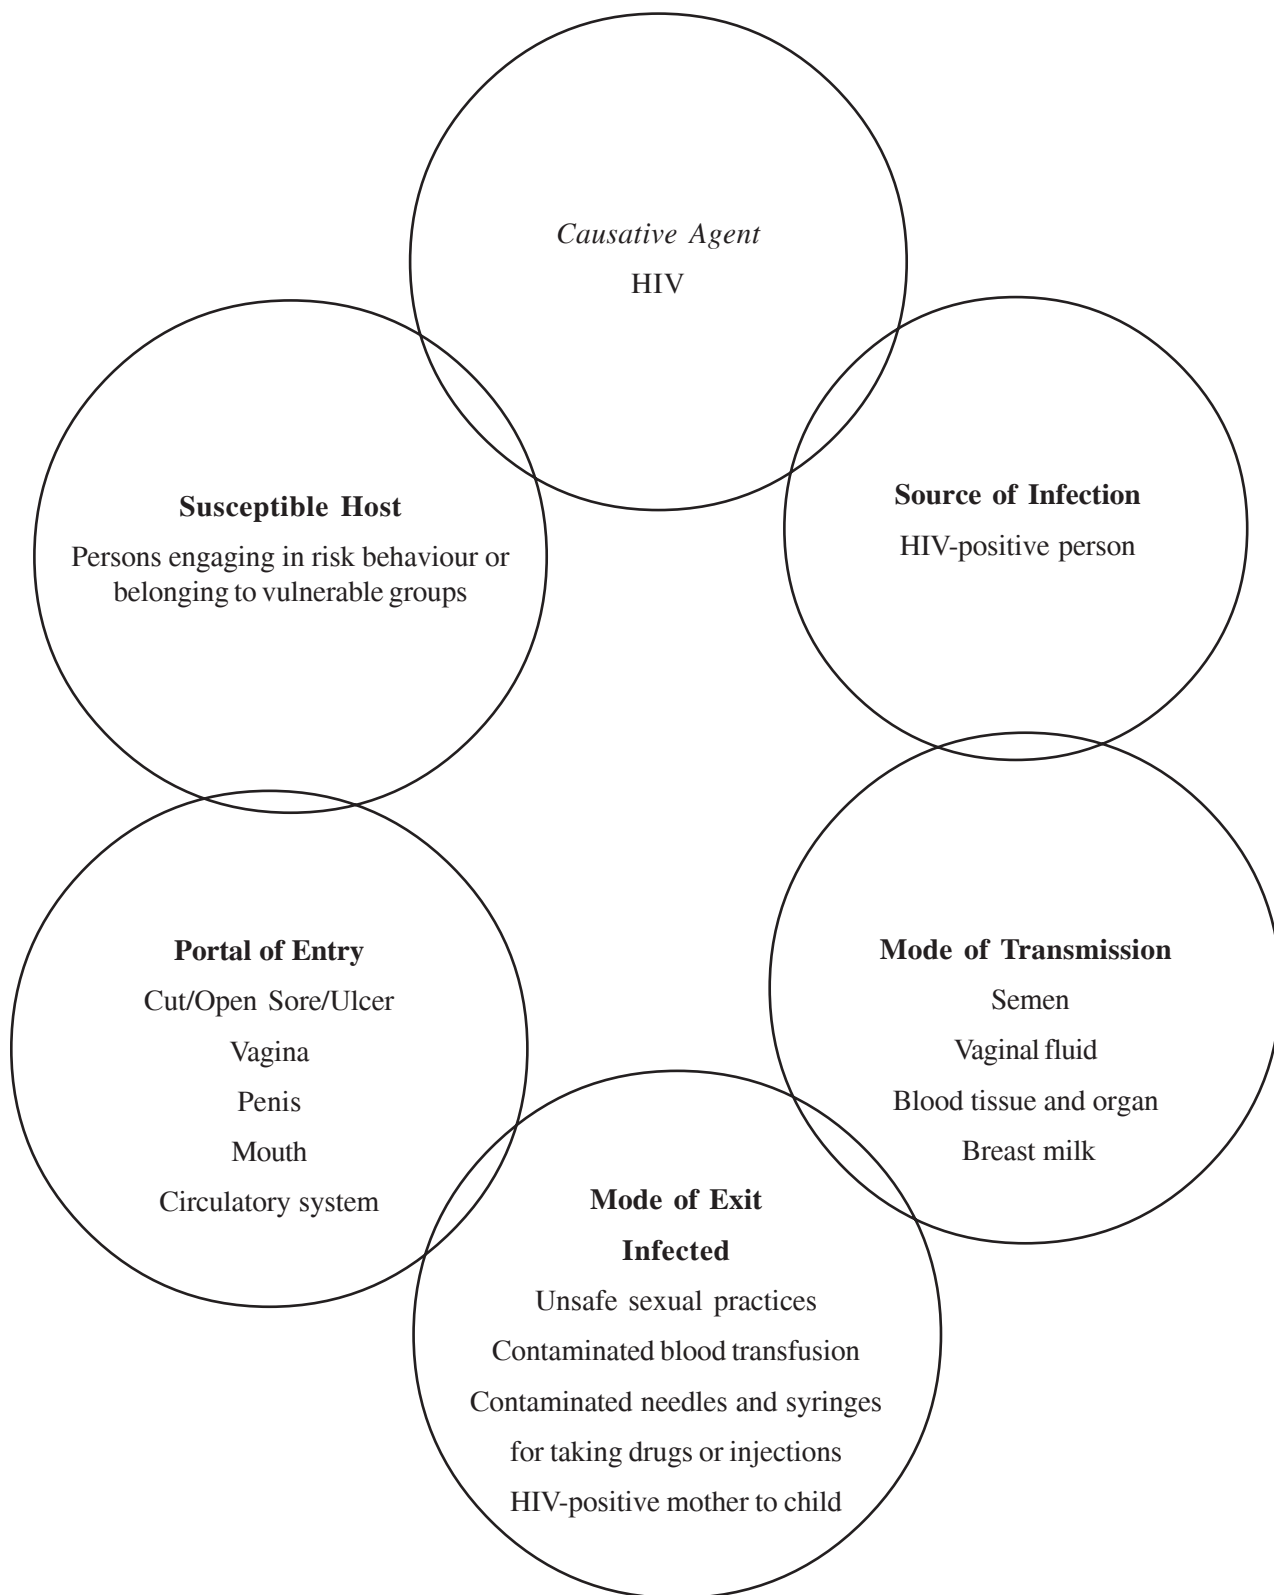 Causative Agent
HIV
Source of Infection
HIV-positive person
Susceptible Host
Persons engaging in risk behaviour or
belonging to vulnerable groups
Mode of Transmission
Semen
Vaginal fluid
Blood tissue and organ
Breast milk
Portal of Entry
Cut/Open Sore/Ulcer
Vagina
Penis
Mouth
Circulatory system
Mode of Exit
Infected
Unsafe sexual practices
Contaminated blood transfusion
Contaminated needles and syringes
for taking drugs or injections
HIV-positive mother to child